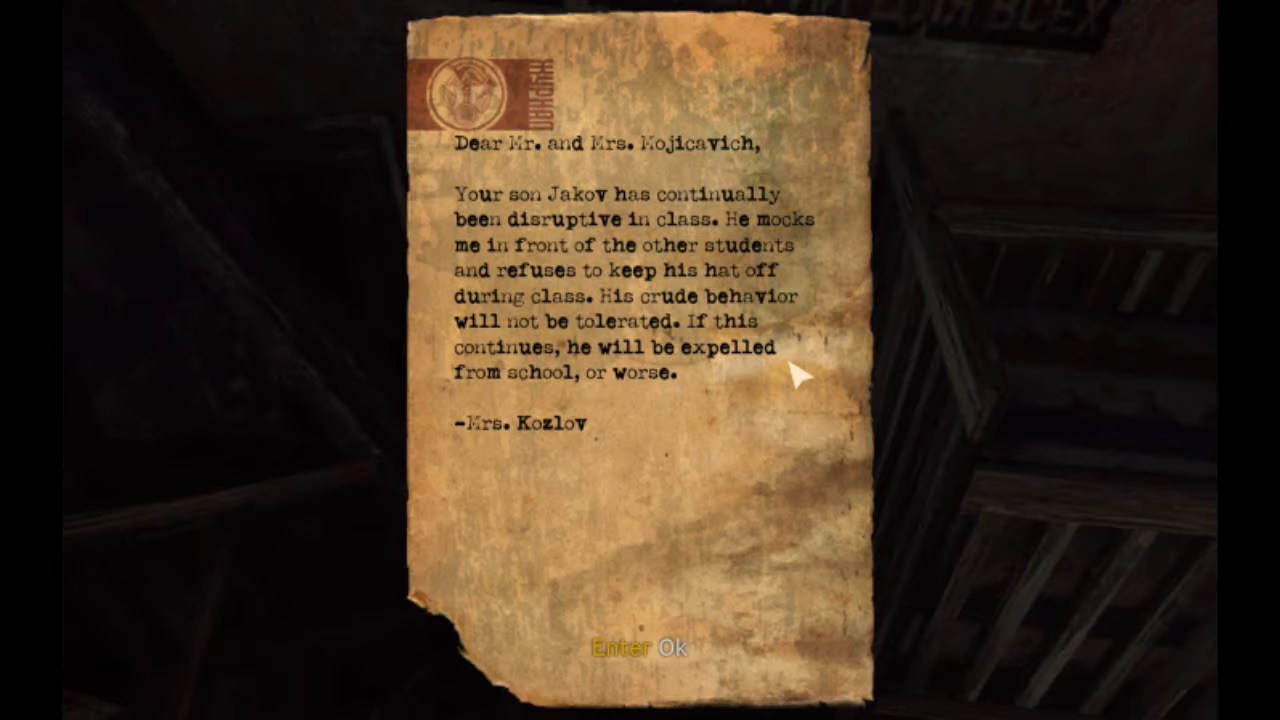 ДЛЯ ВСЕХ
Dear Mr. and Mrs. Mojicavich,
Your son Jakov has continually
been disruptive in class. He mocks
me in front of the other students
and refuses to keep his hat off
during class. His crude behavior
will not be tolerated. If this
continues, he will be expelled
from school, or worse.
-Mrs. Kozlov
Enter Ok